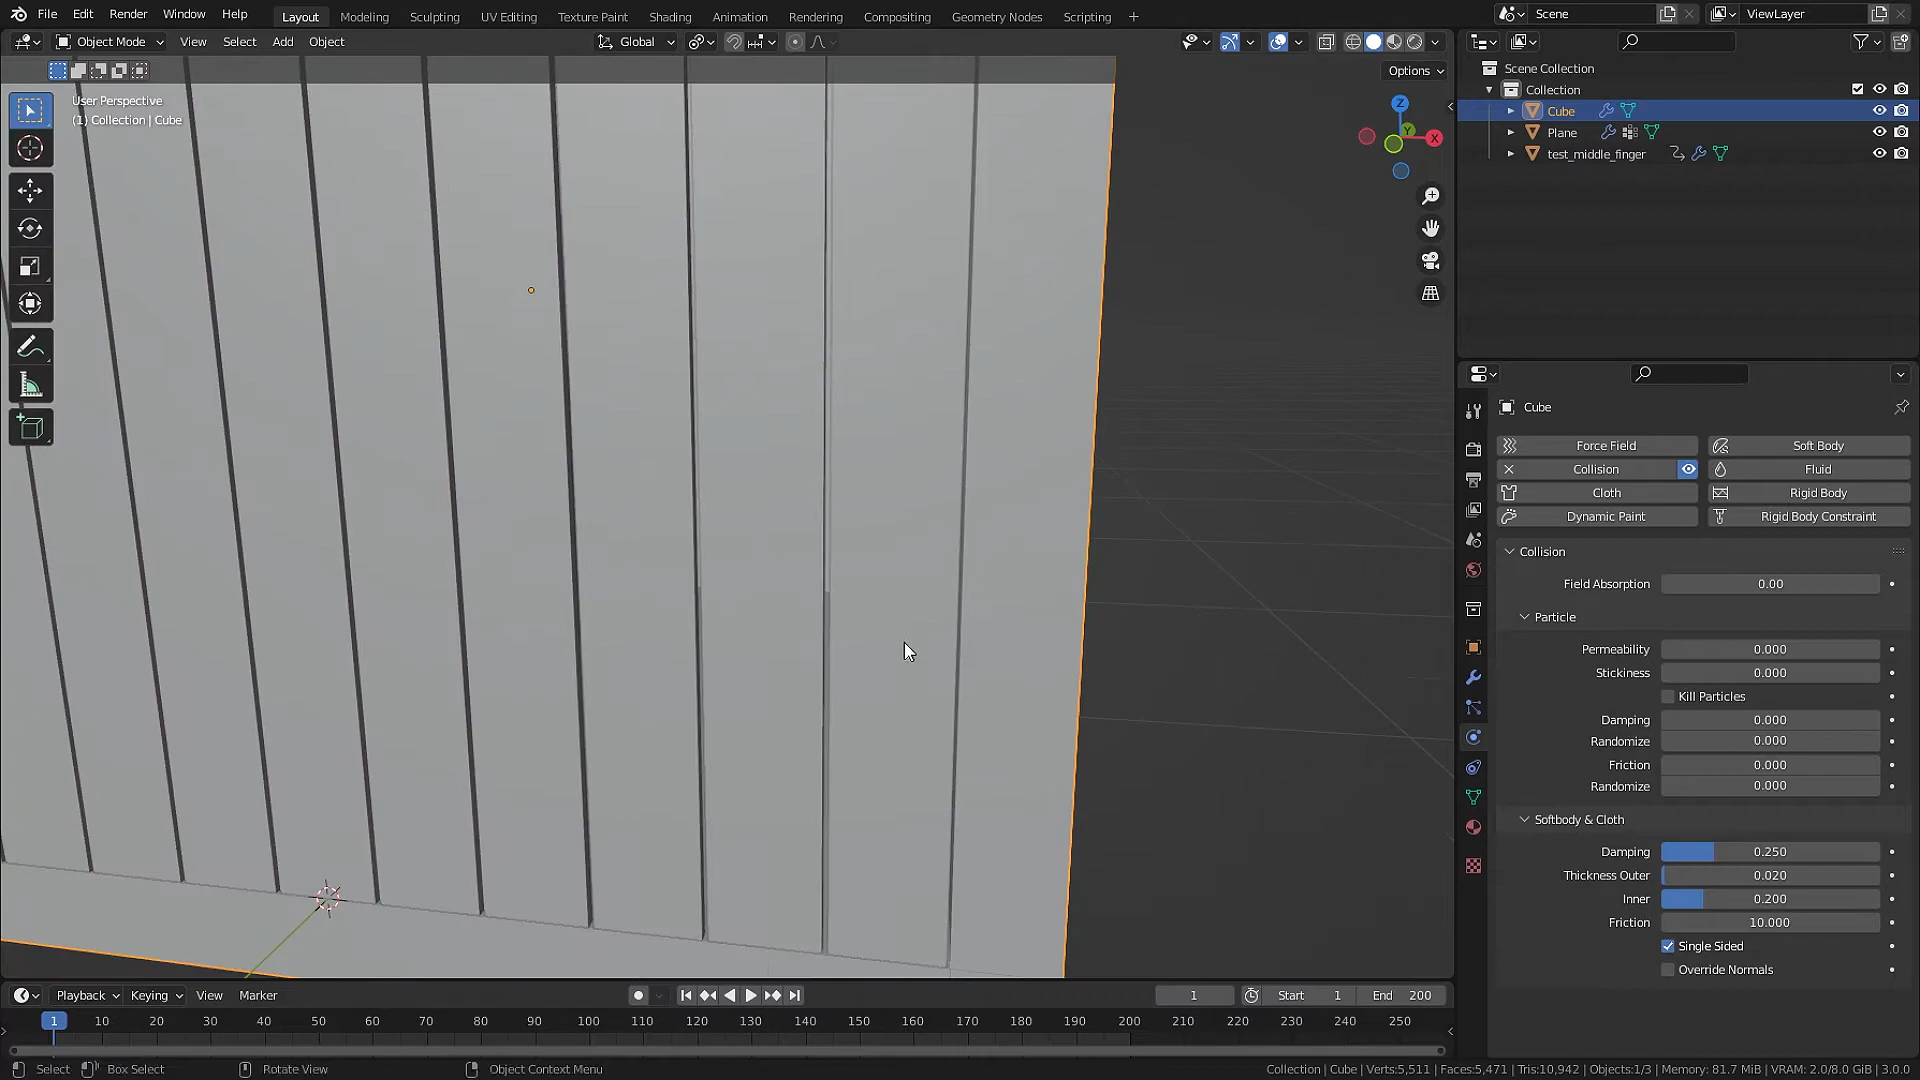 File Edit Render Window Help Layout Modeling Sculpting UV Editing Texture Paint Shading Animation Rendering Compositing Geometry Nodes Scripting + Scene ViewLayer
Object Mode View Select Add Object Global
Options
User Perspective
(1) Collection | Cube
Z
Y
X
Scene Collection
Collection
Cube
Plane
test_middle_finger
Cube
Force Field Soft Body
Collision Fluid
Cloth Rigid Body
Dynamic Paint Rigid Body Constraint
Collision
Field Absorption 0.00
Particle
Permeability 0.000
Stickiness 0.000
Kill Particles
Damping 0.000
Randomize 0.000
Friction 0.000
Randomize 0.000
Softbody & Cloth
Damping 0.250
Thickness Outer 0.020
Inner 0.200
Friction 10.000
Single Sided
Override Normals
Playback Keying View Marker 1 Start 1 End 200
1 10 20 30 40 50 60 70 80 90 100 110 120 130 140 150 160 170 180 190 200 210 220 230 240 250
Select Box Select Rotate View Object Context Menu Collection | Cube | Verts:5,511 | Faces:5,471 | Tris:10,942 | Objects:1/3 | Memory: 81.7 MiB | VRAM: 2.0/8.0 GiB | 3.0.0